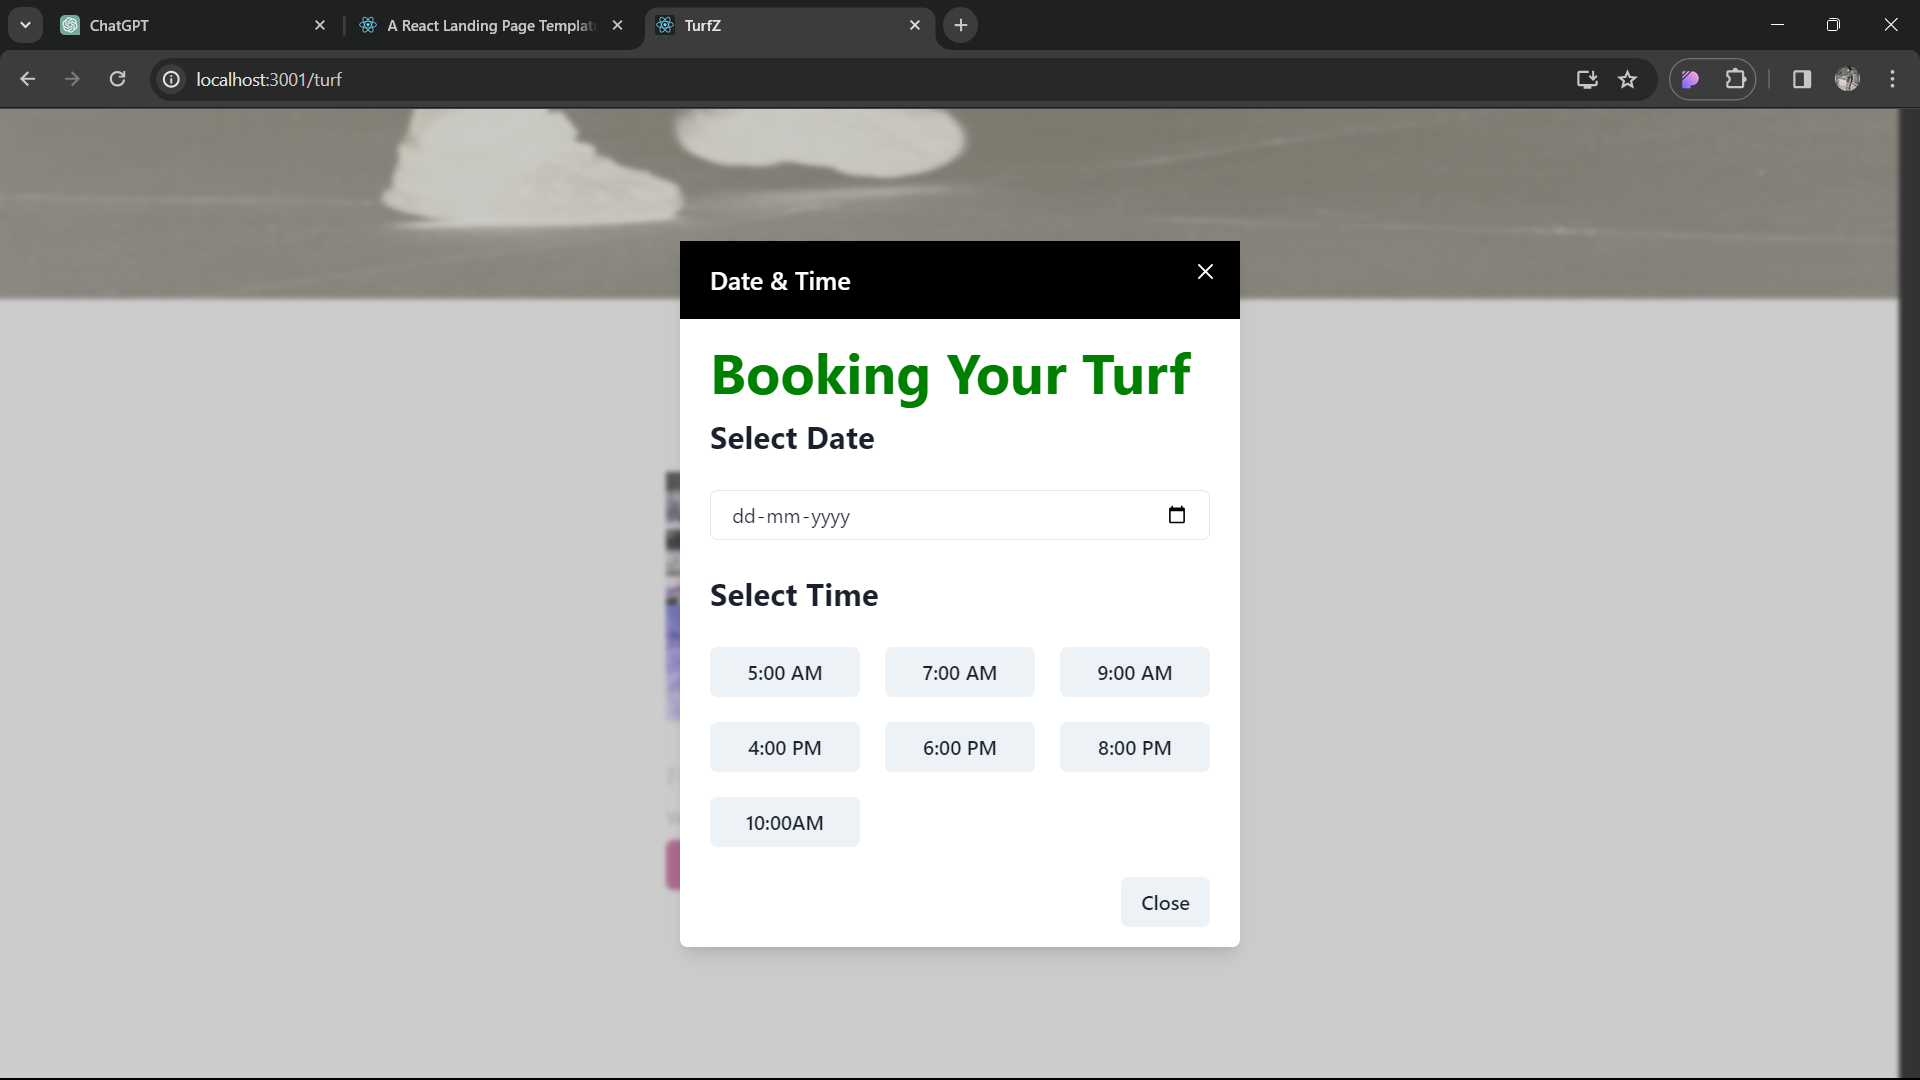 ChatGPT
A React Landing Page Templat
TurfZ
localhost:3001/turf
Date & Time
Booking Your Turf
Select Date
dd-mm-yyyy
Select Time
5:00 AM 7:00 AM 9:00 AM
4:00 PM 6:00 PM 8:00 PM
10:00AM
Close